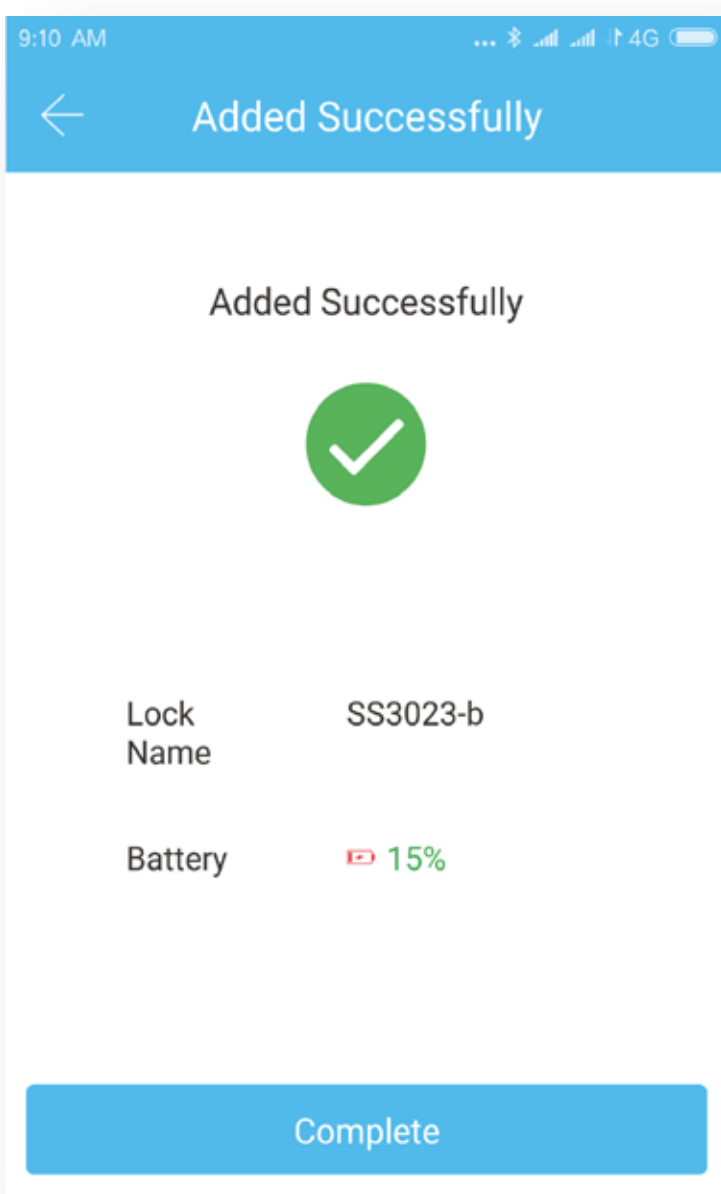 9:10 AM ... 4G
Added Successfully
Added Successfully
Lock SS3023-b
Name
Battery 15%
Complete